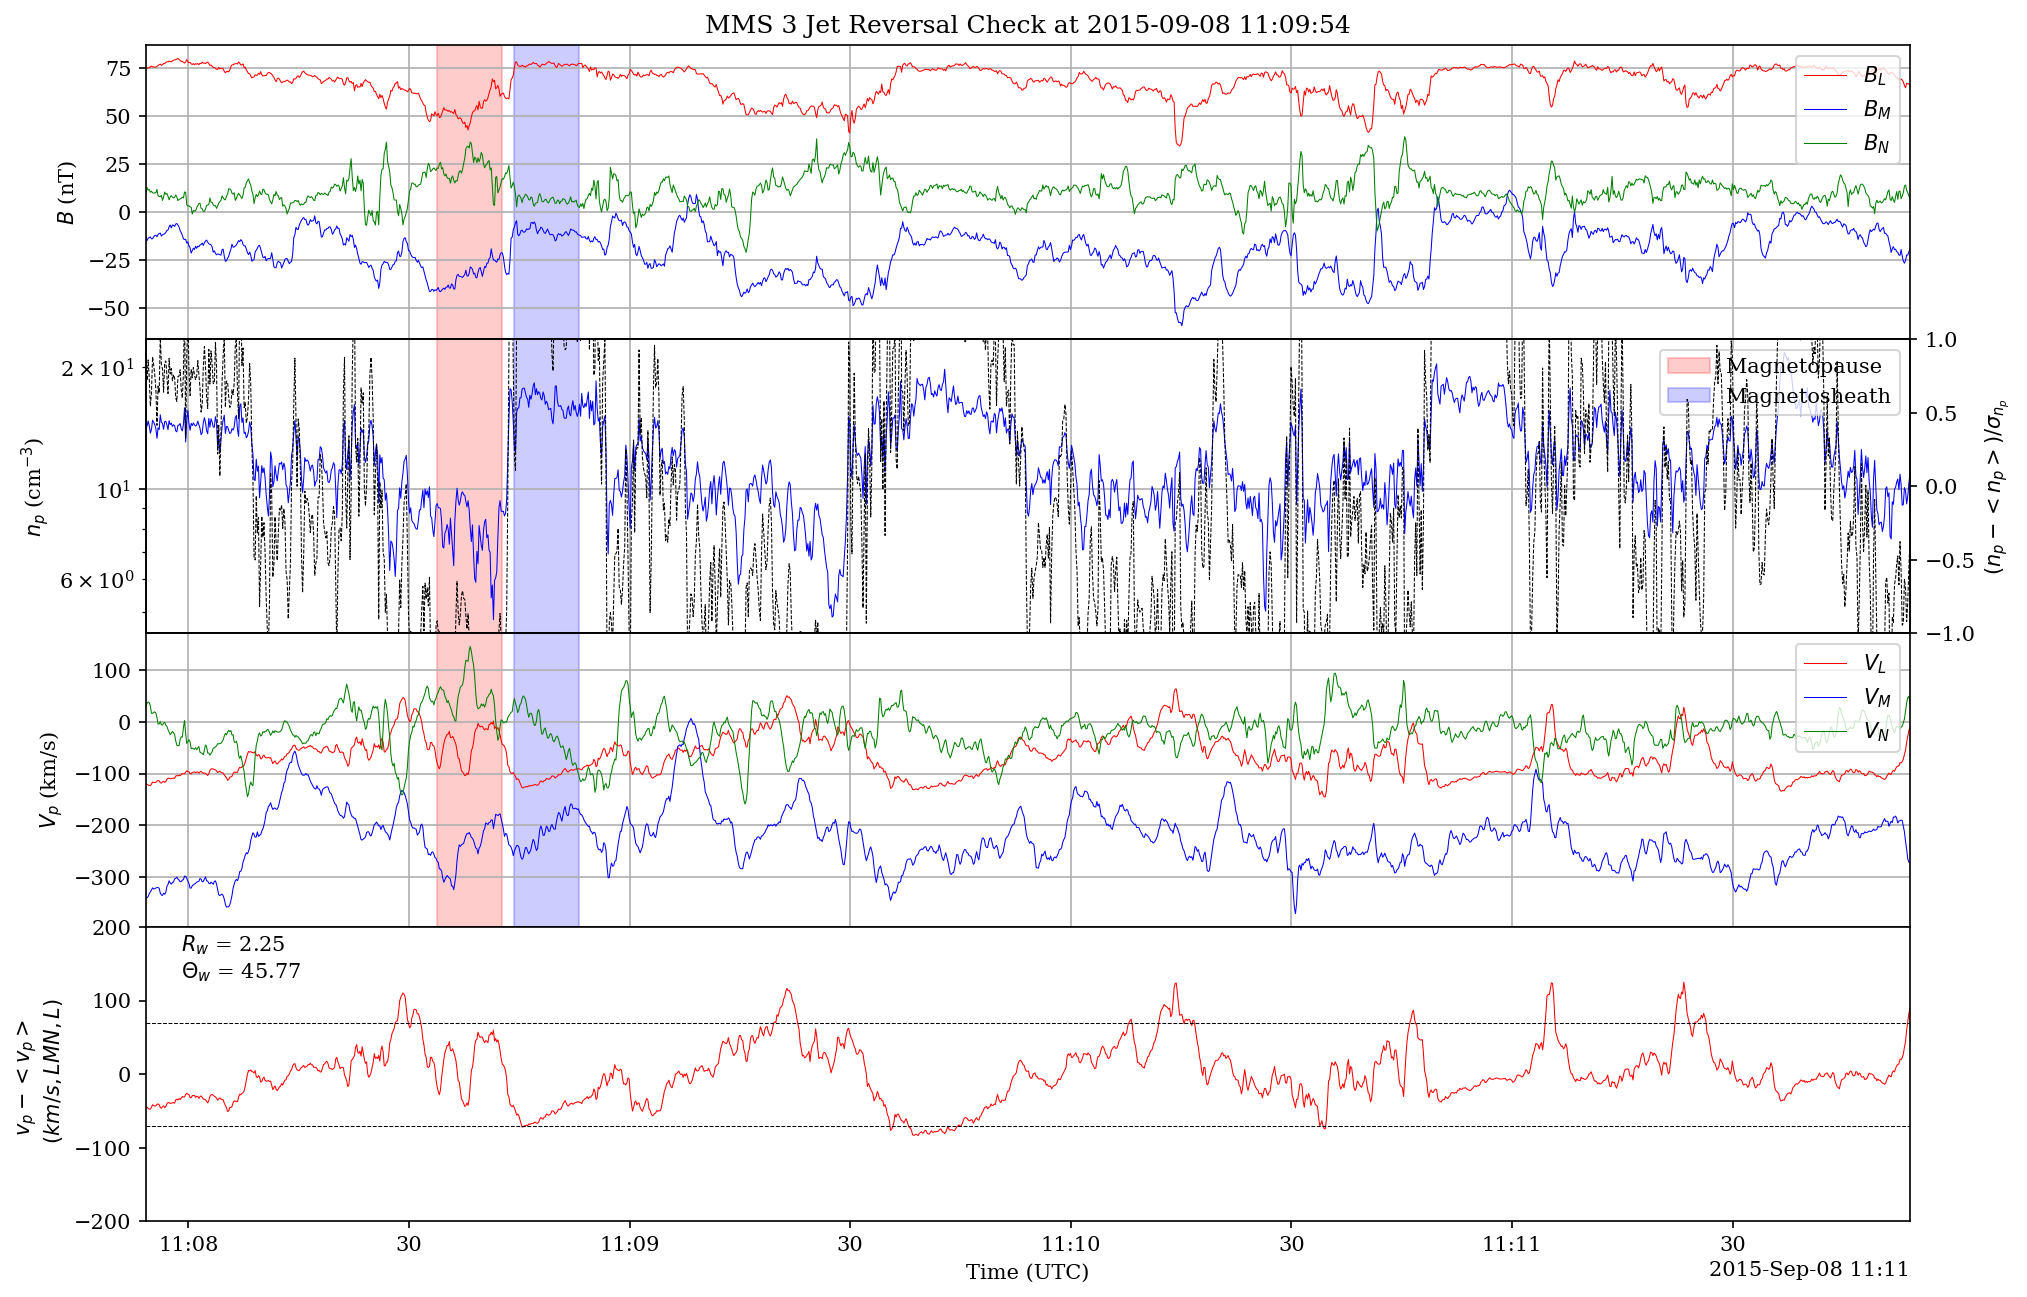 MMS 3 Jet Reversal Check at 2015-09-08 11:09:54
75
50
25
0
−25
−50
B (nT)
B_L
B_M
B_N
2 × 10^1
10^1
6 × 10^0
n_p (cm^−3)
Magnetopause
Magnetosheath
1.0
0.5
0.0
−0.5
−1.0
(n_p − < n_p >)/σ_{n_p}
100
0
−100
−200
−300
V_p (km/s)
V_L
V_M
V_N
200
100
0
−100
−200
v_p − < v_p >
(km/s, LMN, L)
R_w = 2.25
Θ_w = 45.77
11:08 30 11:09 30 11:10 30 11:11 30
Time (UTC)
2015-Sep-08 11:11